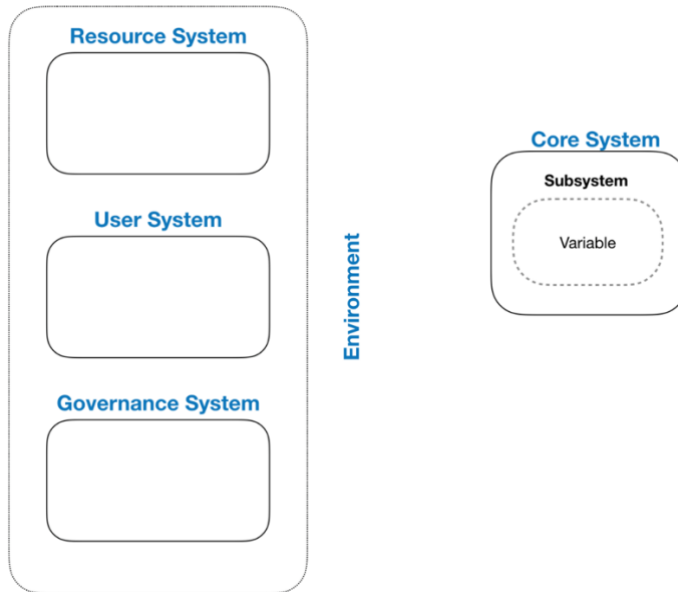 Resource System
User System
Governance System
Environment
Core System
Subsystem
Variable